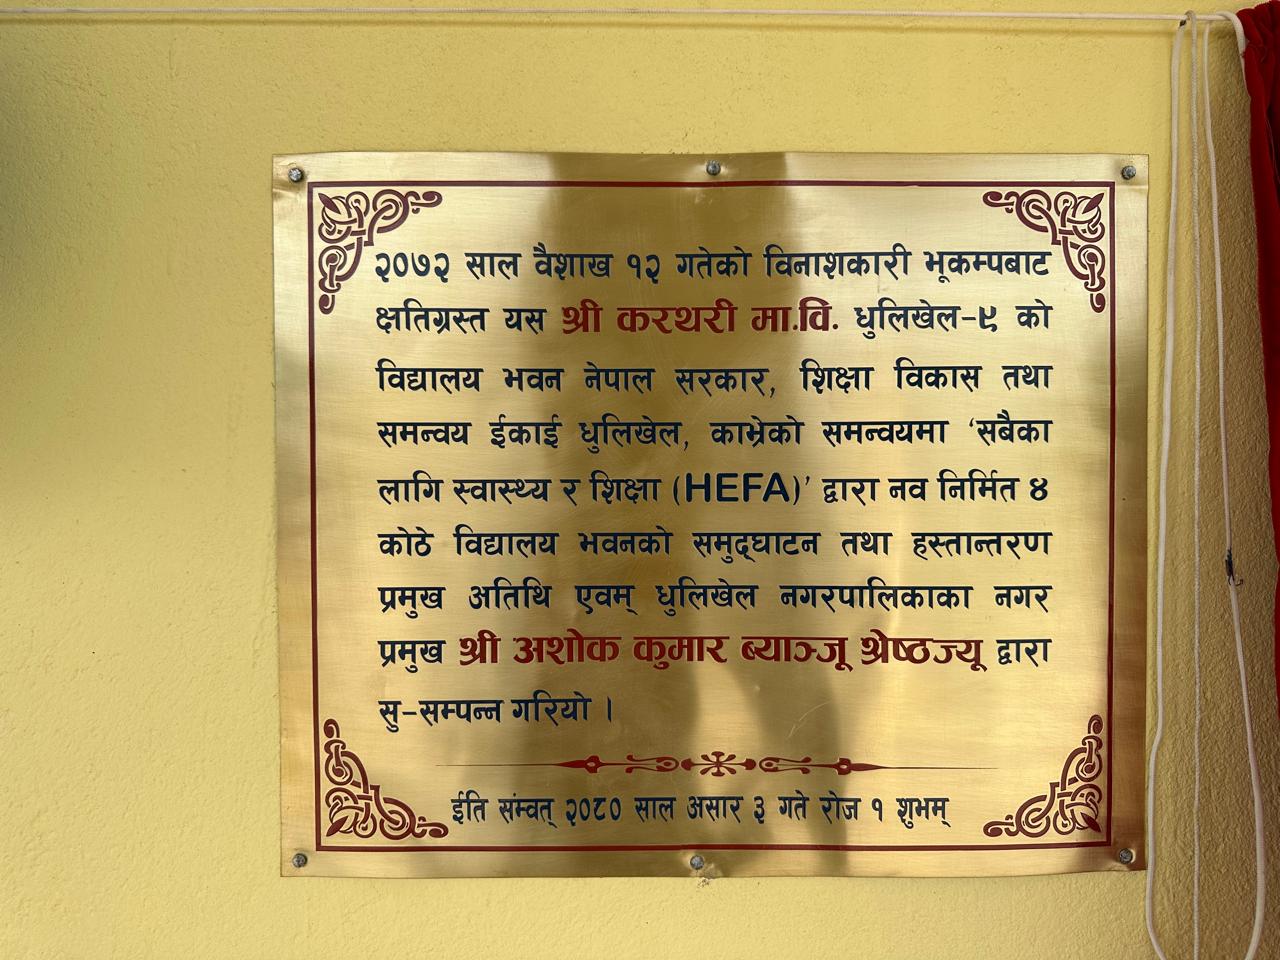 २०७२ साल वैशाख १२ गतेको विनाशकारी भूकम्पबाट
क्षतिग्रस्त यस श्री करथरी मा.वि. धुलिखेल-९ को
विद्यालय भवन नेपाल सरकार, शिक्षा विकास तथा
समन्वय ईकाई धुलिखेल, काभ्रेको समन्वयमा ‘सबैका
लागि स्वास्थ्य र शिक्षा (HEFA)’ द्वारा नव निर्मित ४
कोठे विद्यालय भवनको समुद्घाटन तथा हस्तान्तरण
प्रमुख अतिथि एवम् धुलिखेल नगरपालिकाका नगर
प्रमुख श्री अशोक कुमार ब्याञ्जू श्रेष्ठज्यू द्वारा
सु-सम्पन्न गरियो ।
ईति संम्वत् २०८० साल असार ३ गते रोज १ शुभम्